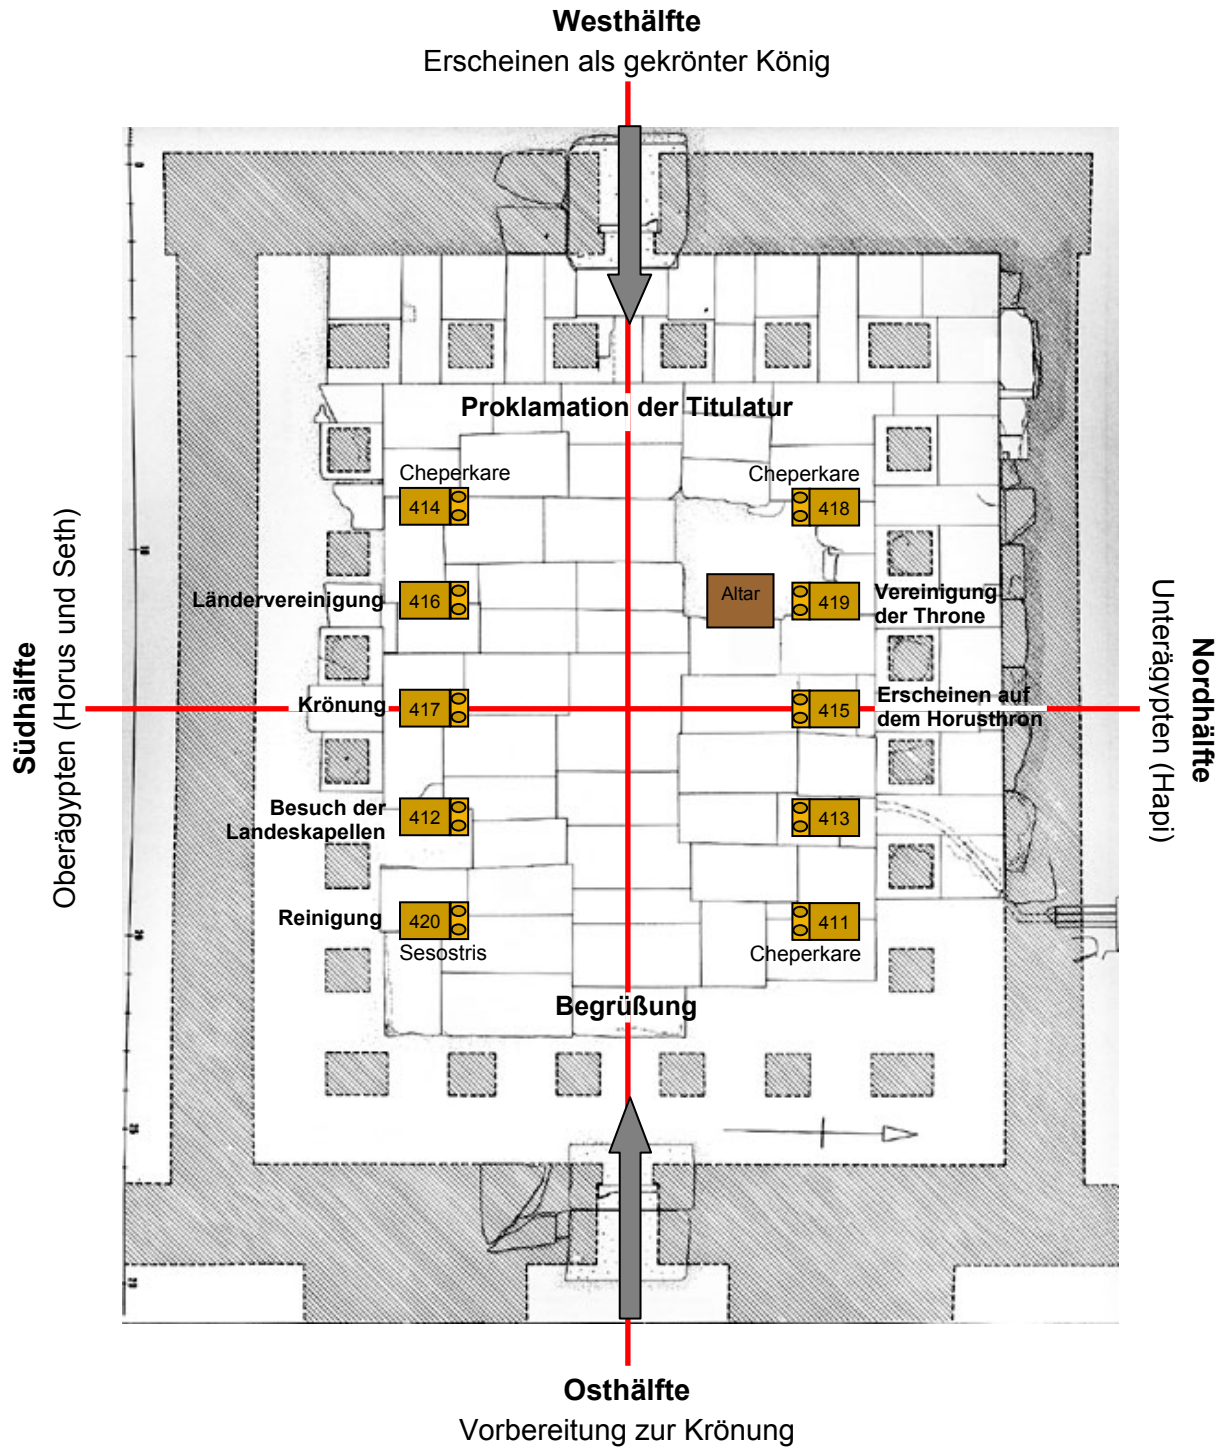 Westhälfte
Erscheinen als gekrönter König
Proklamation der Titulatur
Cheperkare
Cheperkare
414
418
Ländervereinigung
416
Altar
419
Vereinigung
der Throne
Krönung
417
415
Erscheinen auf
dem Horusthron
Besuch der
Landeskapellen
412
413
Reinigung
420
411
Sesostris
Cheperkare
Begrüßung
Südhälfte
Oberägypten (Horus und Seth)
Nordhälfte
Unterägypten (Hapi)
Osthälfte
Vorbereitung zur Krönung